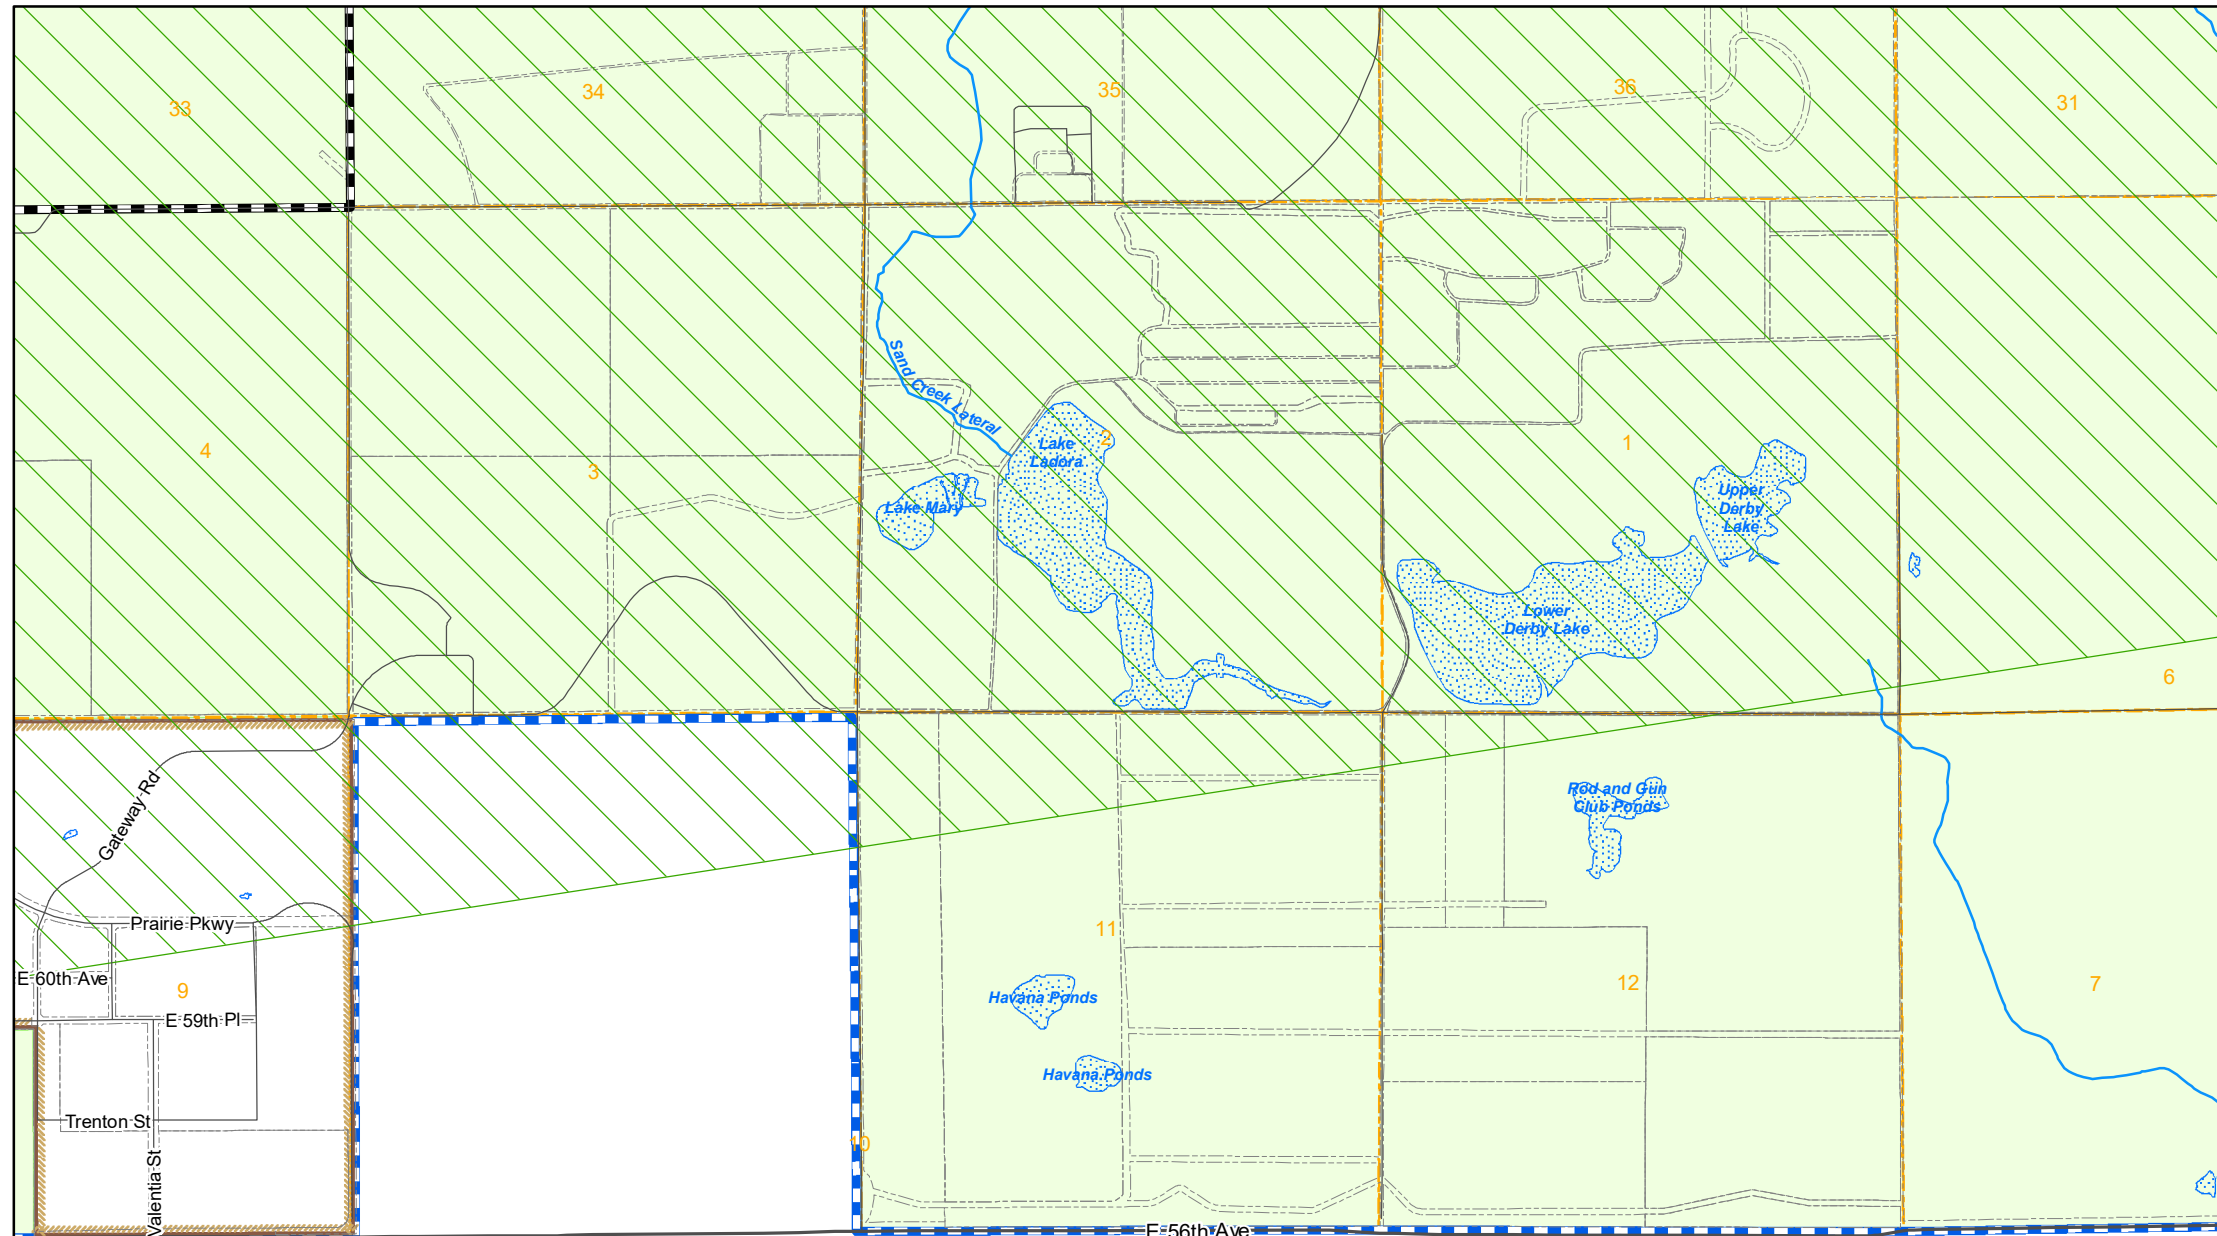 33
34
35
36
31
Sand Creek Lateral
4
3
2
1
Lake
Ladora
Lake Mary
Upper
Derby
Lake
Lower
Derby Lake
6
Gateway Rd
Rod and Gun
Club Ponds
Prairie Pkwy
11
E 60th Ave
9
12
7
Havana Ponds
E 59th Pl
Havana Ponds
Trenton St
10
Valentia St
E 56th Ave